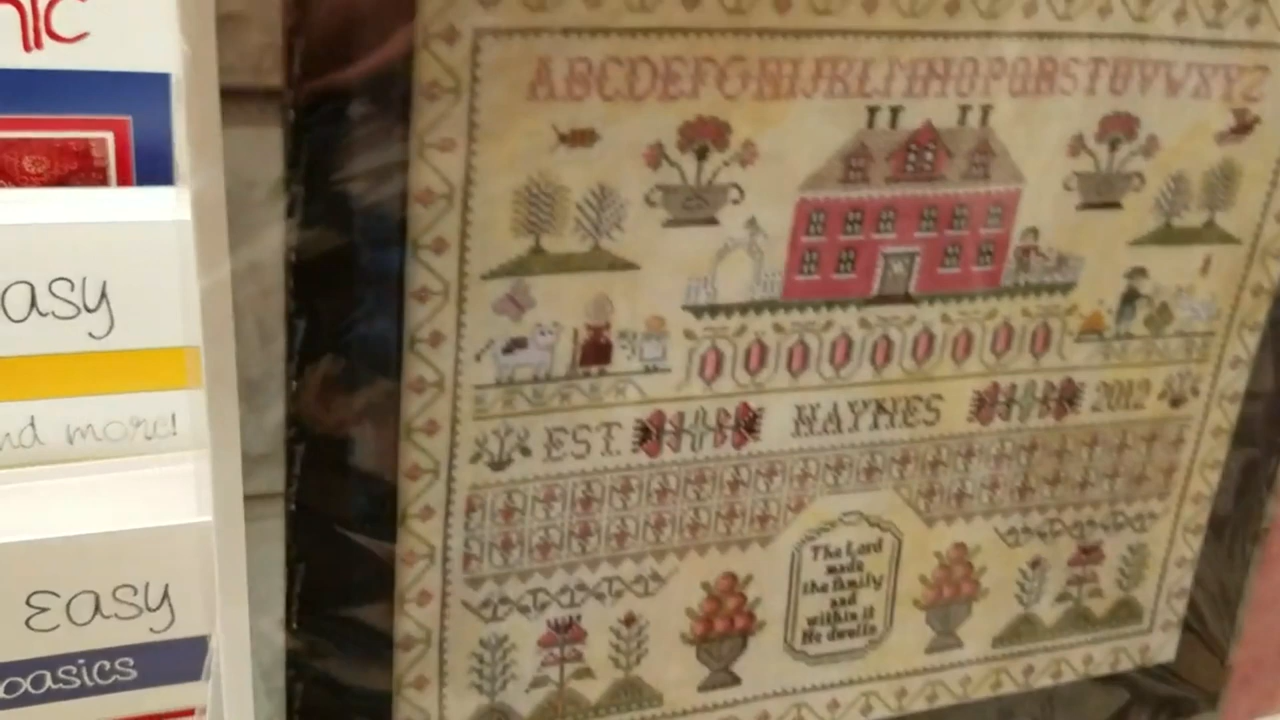 asy
nd more!
Easy
basics
ABCDEFGHIJKLMNOPQRSTUVWXYZ
EST. HAYNES 2012
The Lord
made
the family
and
within it
He dwells